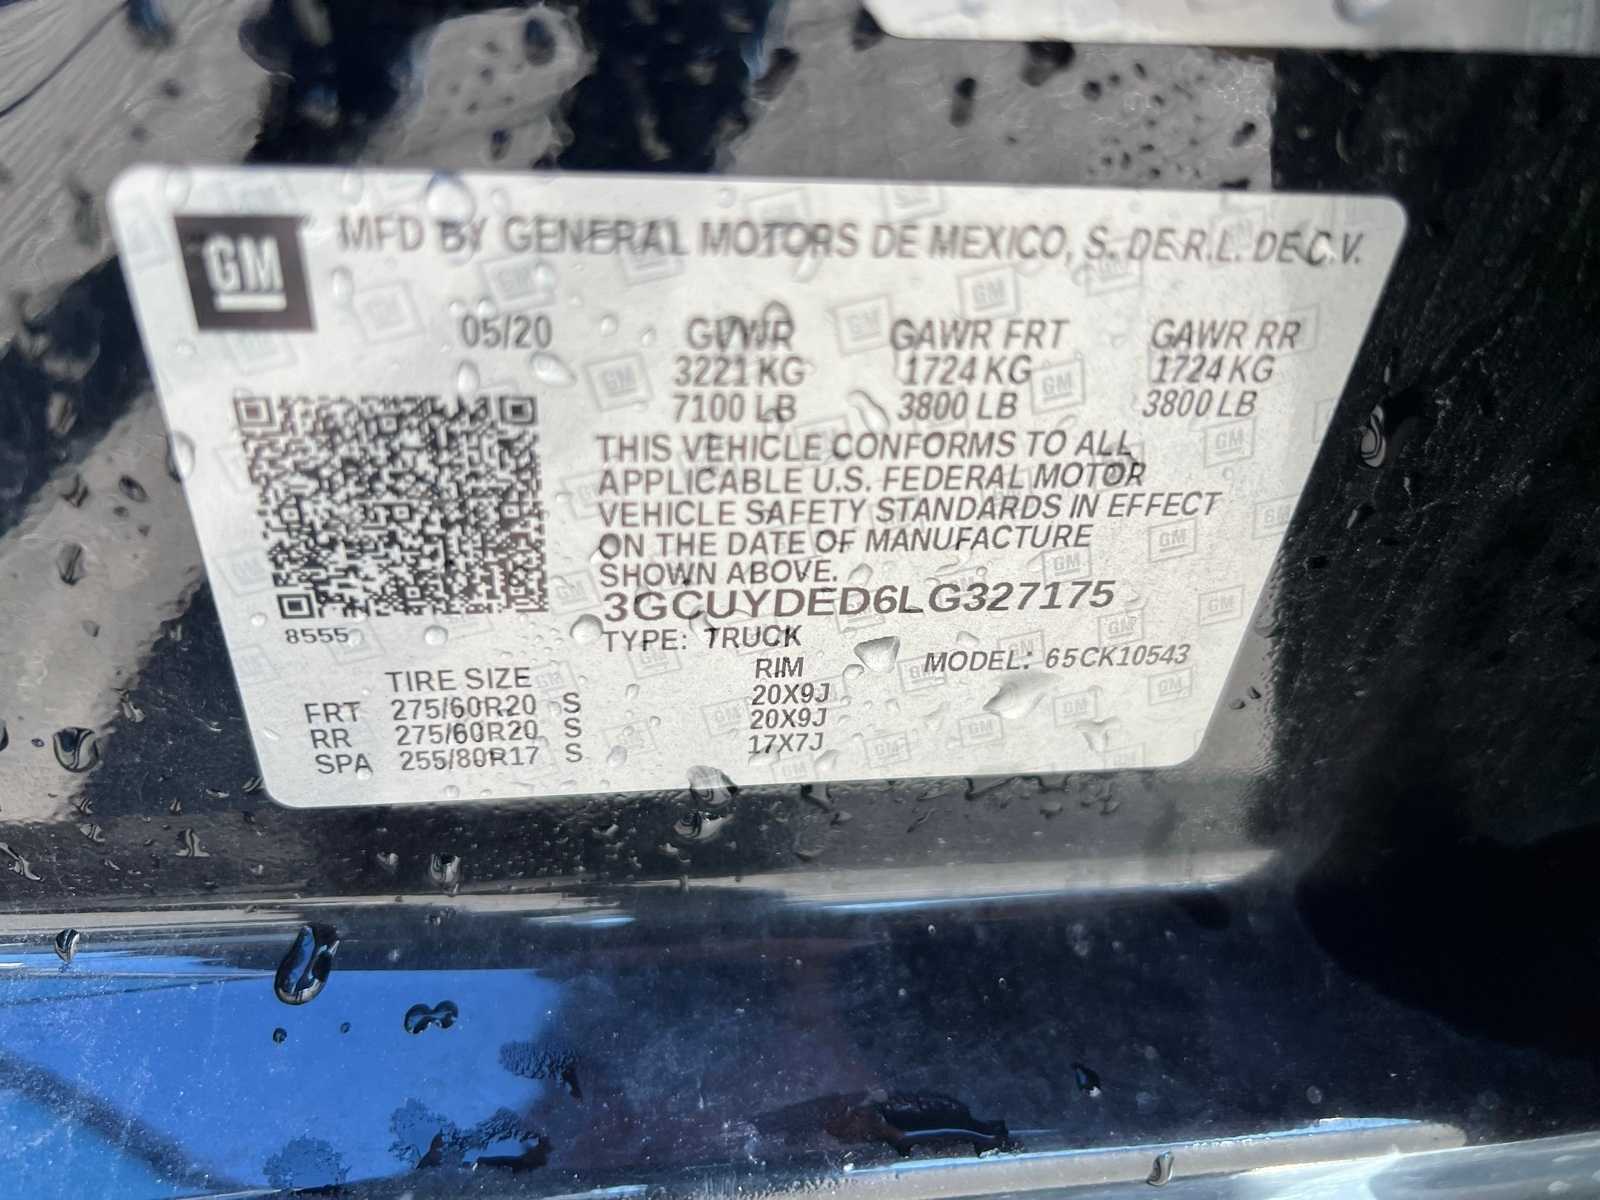 GM MFD BY GENERAL MOTORS DE MEXICO, S. DE R.L. DE C.V.
05/20 GVWR GAWR FRT GAWR RR
3221 KG 1724 KG 1724 KG
7100 LB 3800 LB 3800 LB
THIS VEHICLE CONFORMS TO ALL
APPLICABLE U.S. FEDERAL MOTOR
VEHICLE SAFETY STANDARDS IN EFFECT
ON THE DATE OF MANUFACTURE
SHOWN ABOVE.
3GCUYDED6LG327175
8555 TYPE: TRUCK MODEL: 65CK10543
TIRE SIZE RIM
FRT 275/60R20 S 20X9J
RR 275/60R20 S 20X9J
SPA 255/80R17 S 17X7J